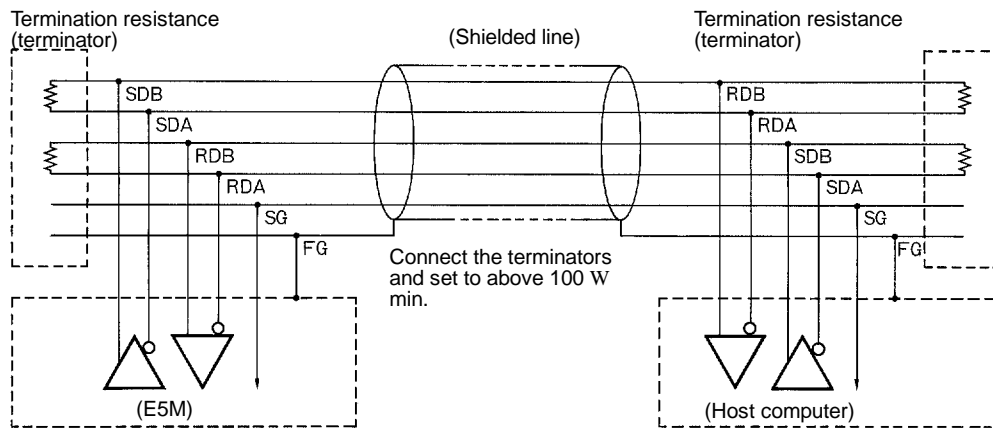 Termination resistance
(terminator)
(Shielded line)
Termination resistance
(terminator)
SDB
SDA
RDB
RDA
SG
FG
RDB
RDA
SDB
SDA
SG
FG
Connect the terminators
and set to above 100 W
min.
(E5M)
(Host computer)